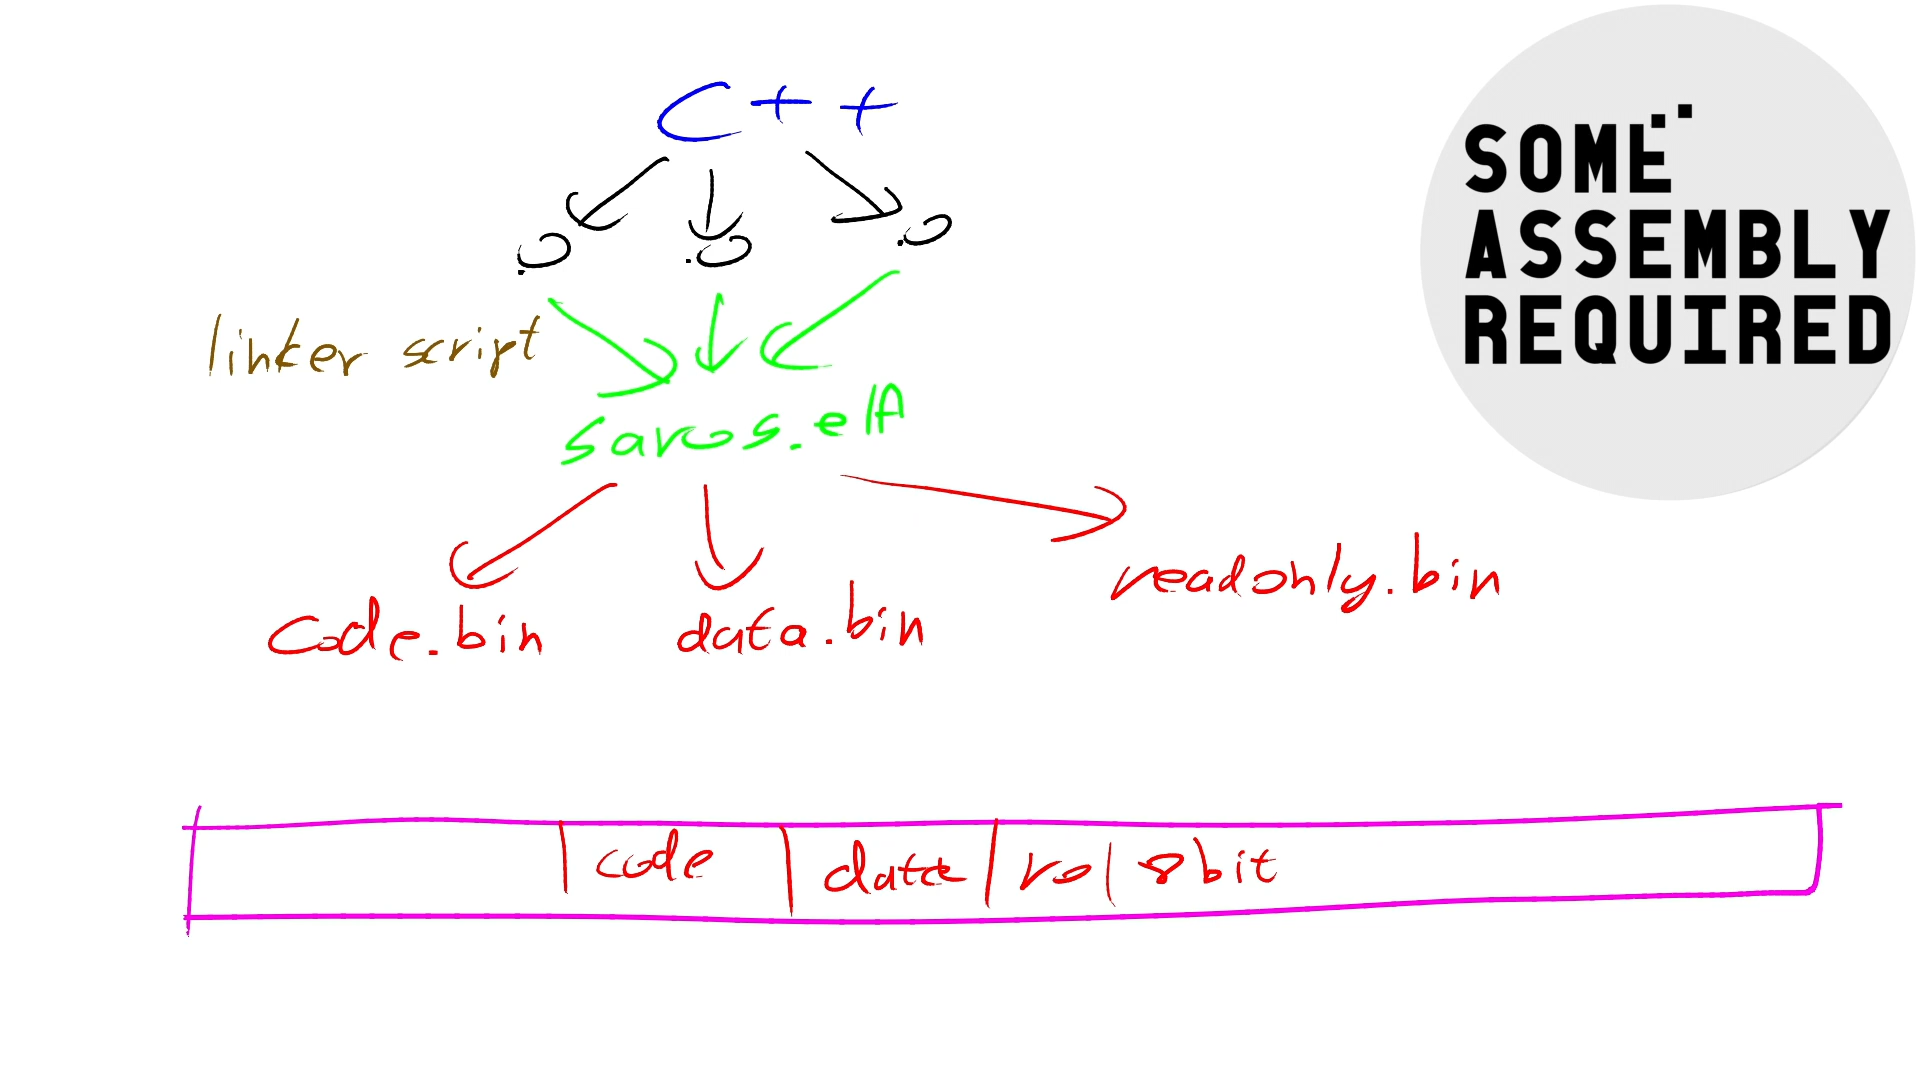 C++
SOME
ASSEMBLY
REQUIRED
.o .o .o
linker script
saros.elf
code.bin data.bin readonly.bin
code data ro 8bit